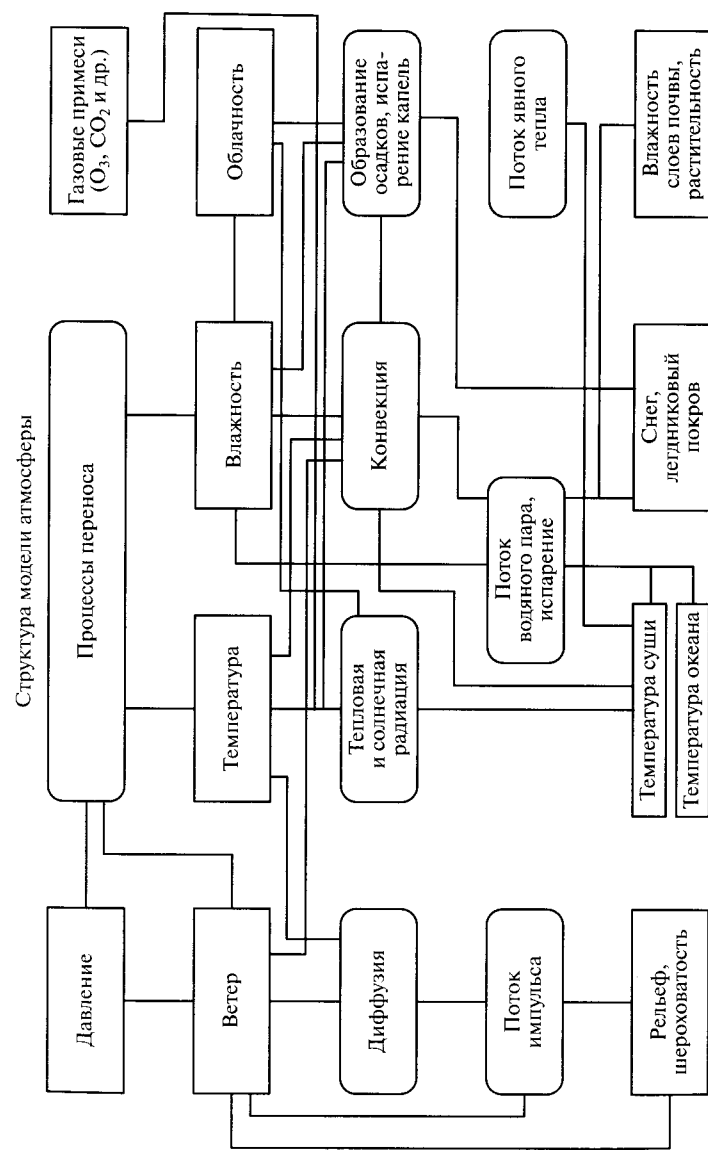 Структура модели атмосферы
Давление
Процессы переноса
Газовые примеси
(O₃, CO₂ и др.)
Ветер
Температура
Влажность
Облачность
Диффузия
Тепловая
и солнечная
радиация
Конвекция
Образование
осадков, испа-
рение капель
Поток
импульса
Поток
водяного пара,
испарение
Поток явного
тепла
Рельеф,
шероховатость
Температура суши
Температура океана
Снег,
легдниковый
покров
Влажность
слоев почвы,
растительность